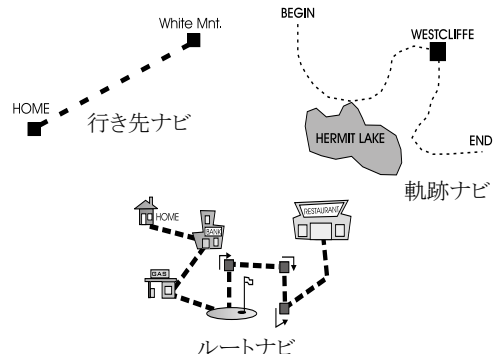 White Mnt.
HOME
行き先ナビ
BEGIN
WESTCLIFFE
HERMIT LAKE
END
軌跡ナビ
HOME
BANK
RESTAURANT
GAS
ルートナビ